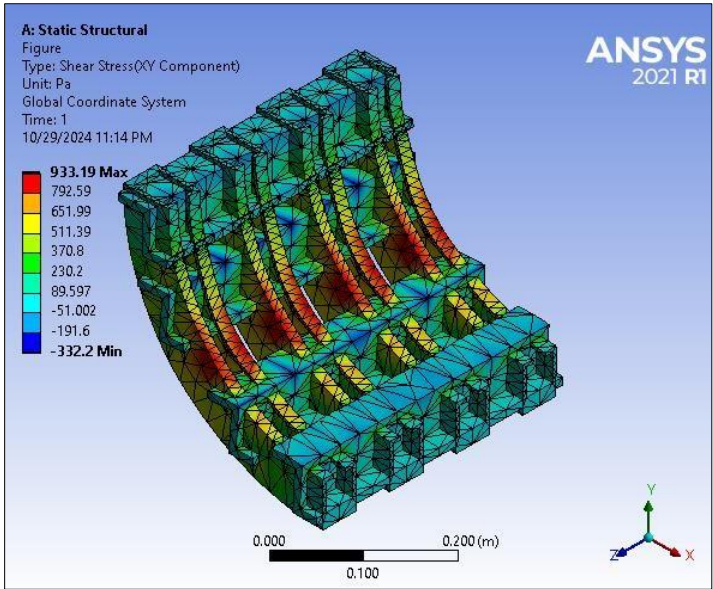 A: Static Structural
Figure
Type: Shear Stress(XY Component)
Unit: Pa
Global Coordinate System
Time: 1
10/29/2024 11:14 PM
ANSYS
2021 R1
933.19 Max
792.59
651.99
511.39
370.8
230.2
89.597
-51.002
-191.6
-332.2 Min
0.000
0.200 (m)
0.100
Y
Z
X